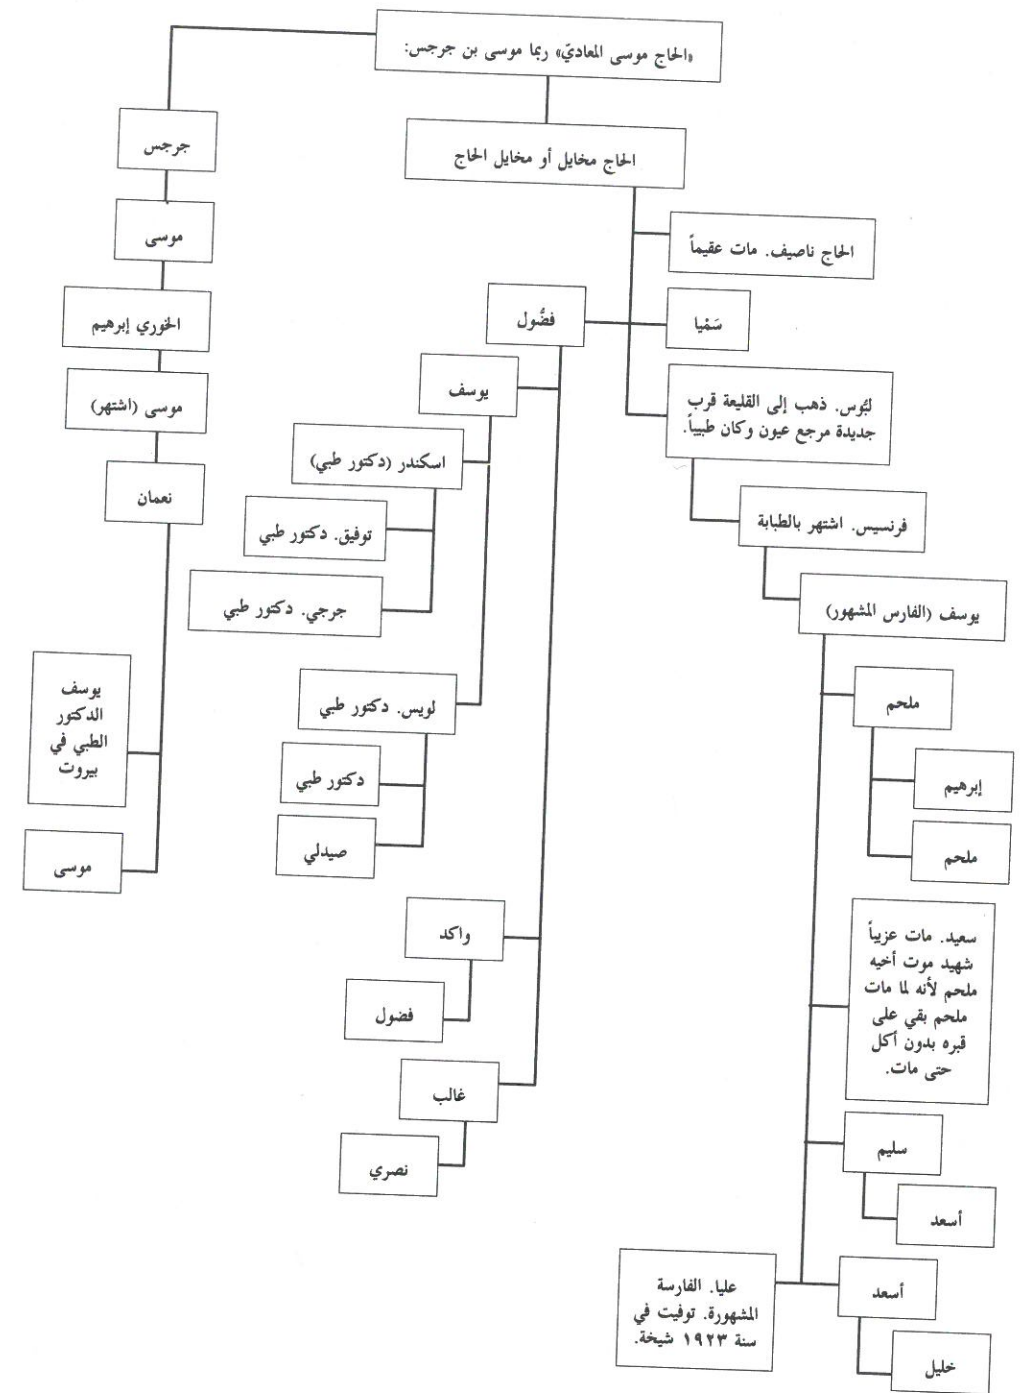 «الحاج موسى المعاديّ» ربما موسى بن جرجس:
الحاج مخايل أو مخايل الحاج
الحاج ناصيف. مات عقيماً
سَمْيا
لبُّوس. ذهب إلى القليعة قرب
جديدة مرجع عيون وكان طبيباً.
فرنسيس. اشتهر بالطبابة
يوسف (الفارس المشهور)
ملحم
إبرهيم
ملحم
سعيد. مات عزيباً
شهيد موت أخيه
ملحم لأنه لما مات
ملحم بقي على
قبره بدون أكل
حتى مات.
سليم
أسعد
أسعد
خليل
عليا. الفارسة
المشهورة. توفيت في
سنة ١٩٢٣ شيخة.
فضُّول
يوسف
اسكندر (دكتور طبي)
توفيق. دكتور طبي
جرجي. دكتور طبي
لويس. دكتور طبي
دكتور طبي
صيدلي
واكد
فضول
غالب
نصري
جرجس
موسى
الخوري إبرهيم
موسى (اشتهر)
نعمان
يوسف
الدكتور
الطبي في
بيروت
موسى